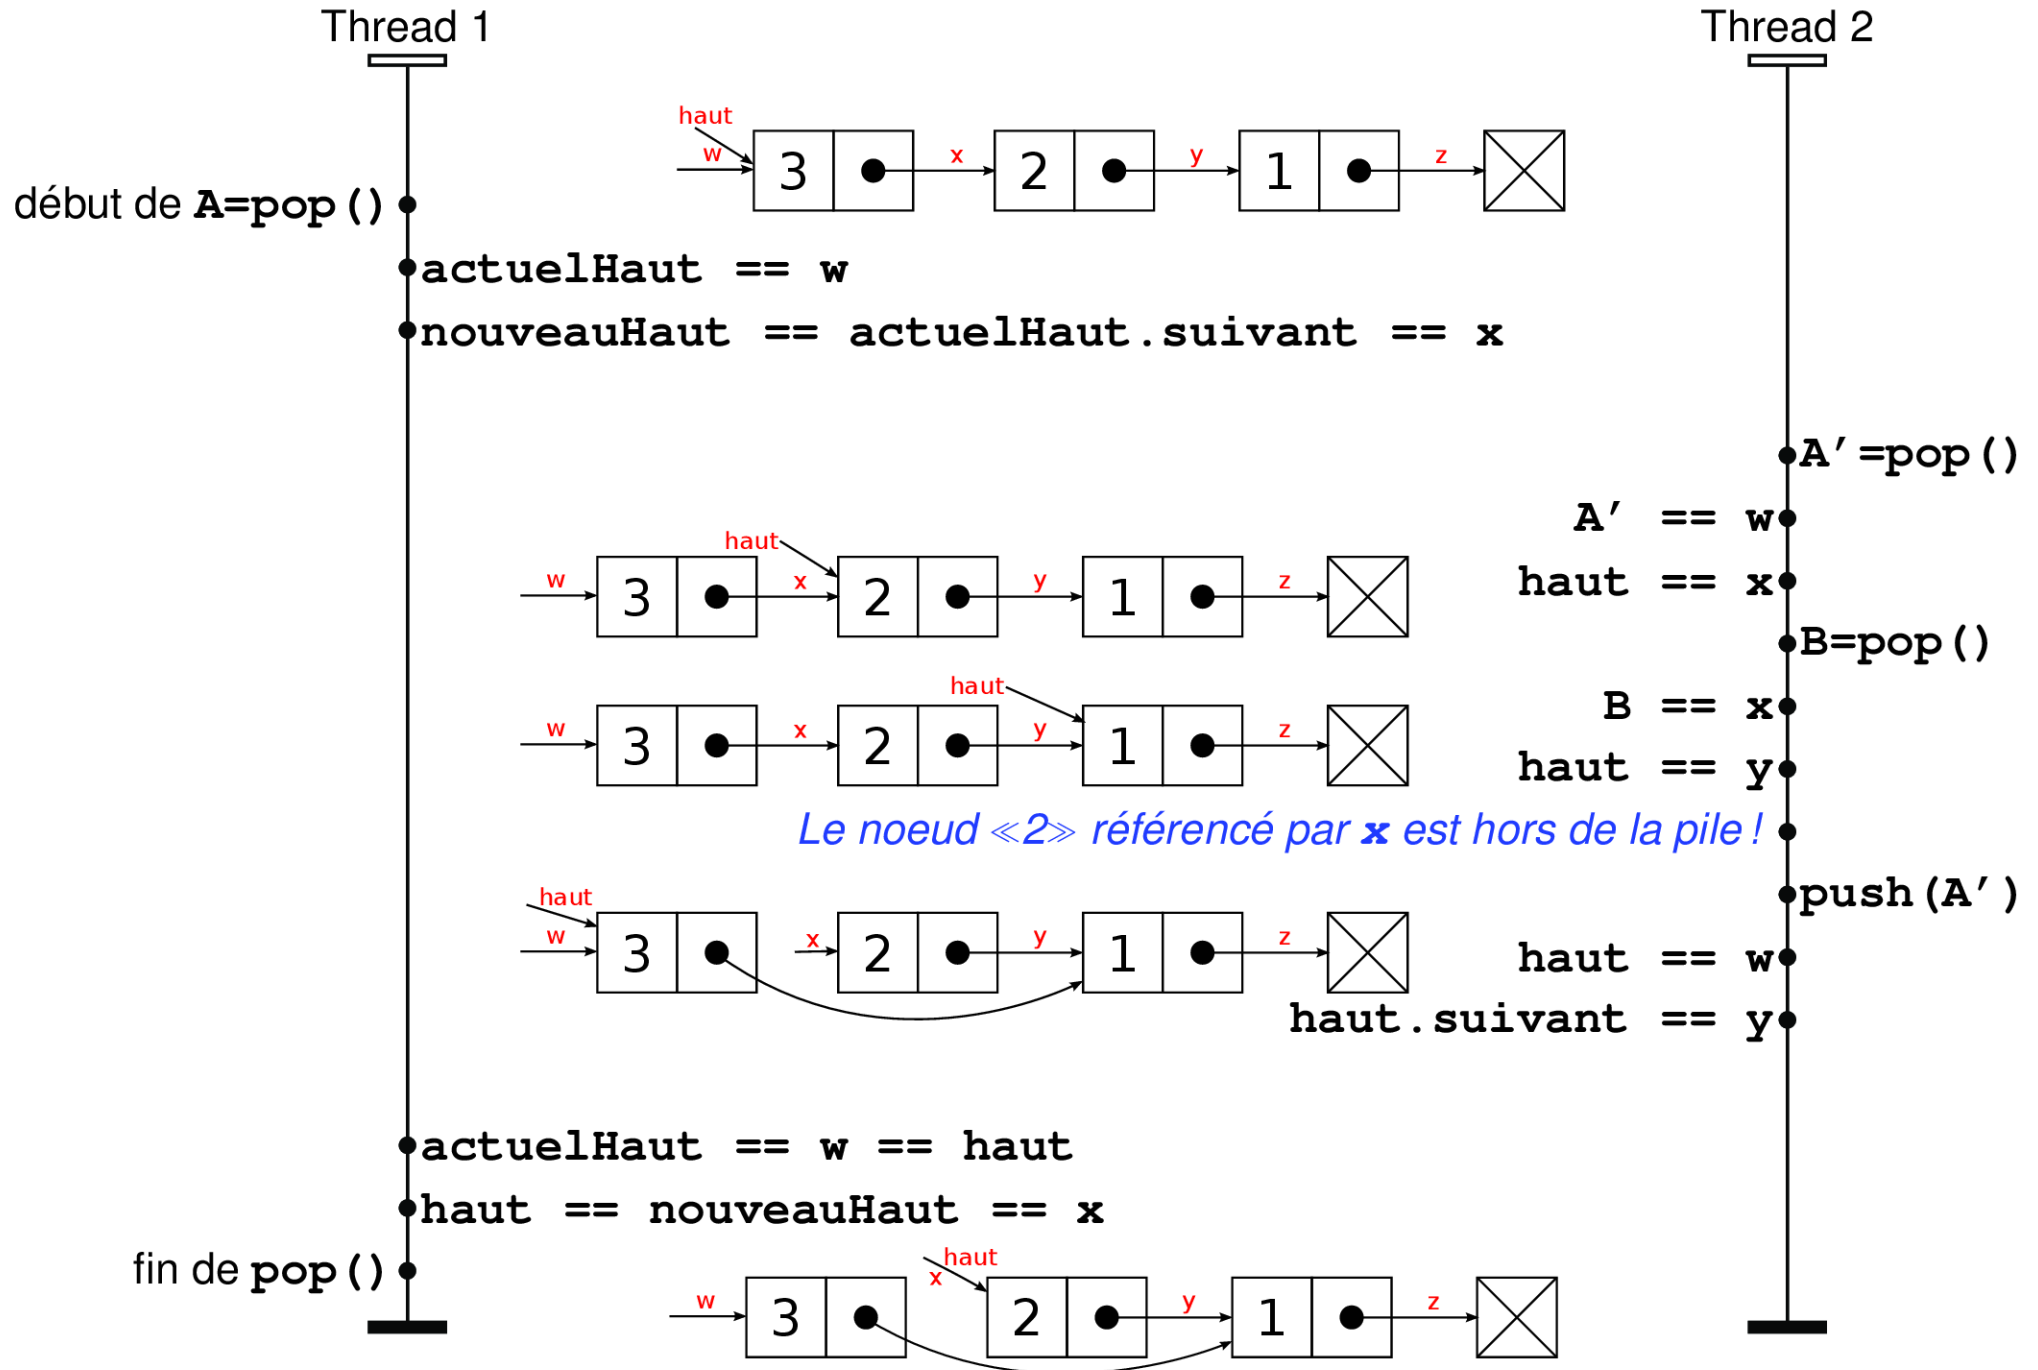 Thread 1
Thread 2
haut
w
3
x
2
y
1
z
début de A=pop()
actuelHaut == w
nouveauHaut == actuelHaut.suivant == x
A'=pop()
A' == w
haut
w
3
x
2
y
1
z
haut == x
B=pop()
haut
w
3
x
2
y
1
z
B == x
haut == y
Le noeud ≪2≫ référencé par x est hors de la pile !
push(A')
haut
w
3
x
2
y
1
z
haut == w
haut.suivant == y
actuelHaut == w == haut
haut == nouveauHaut == x
fin de pop()
haut
x
w
3
2
y
1
z